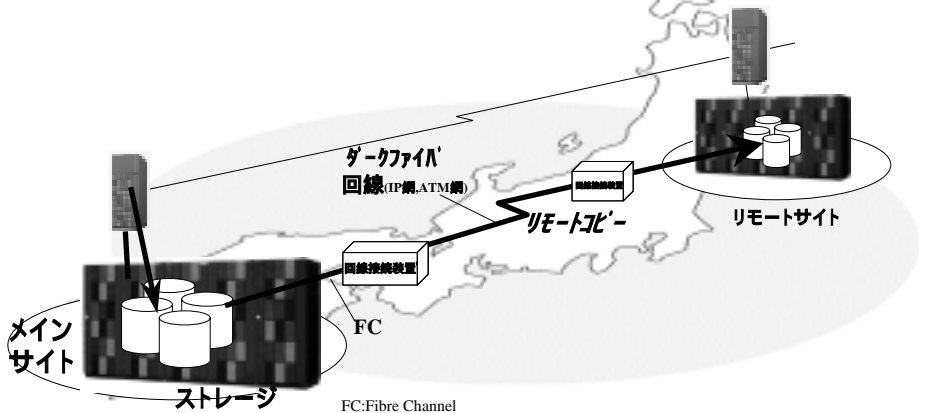 ダークファイバ
回線(IP網,ATM網)
回線接続装置
リモートコピー
リモートサイト
回線接続装置
FC
メイン
サイト
ストレージ
FC:Fibre Channel